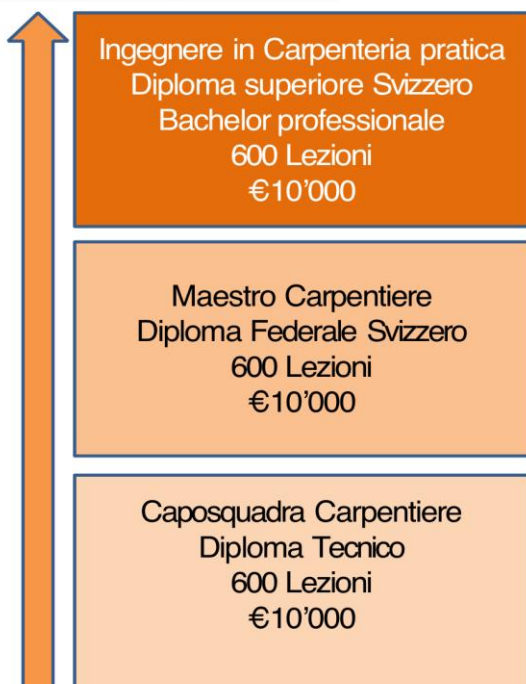 Ingegnere in Carpenteria pratica
Diploma superiore Svizzero
Bachelor professionale
600 Lezioni
€10’000
Maestro Carpentiere
Diploma Federale Svizzero
600 Lezioni
€10’000
Caposquadra Carpentiere
Diploma Tecnico
600 Lezioni
€10’000